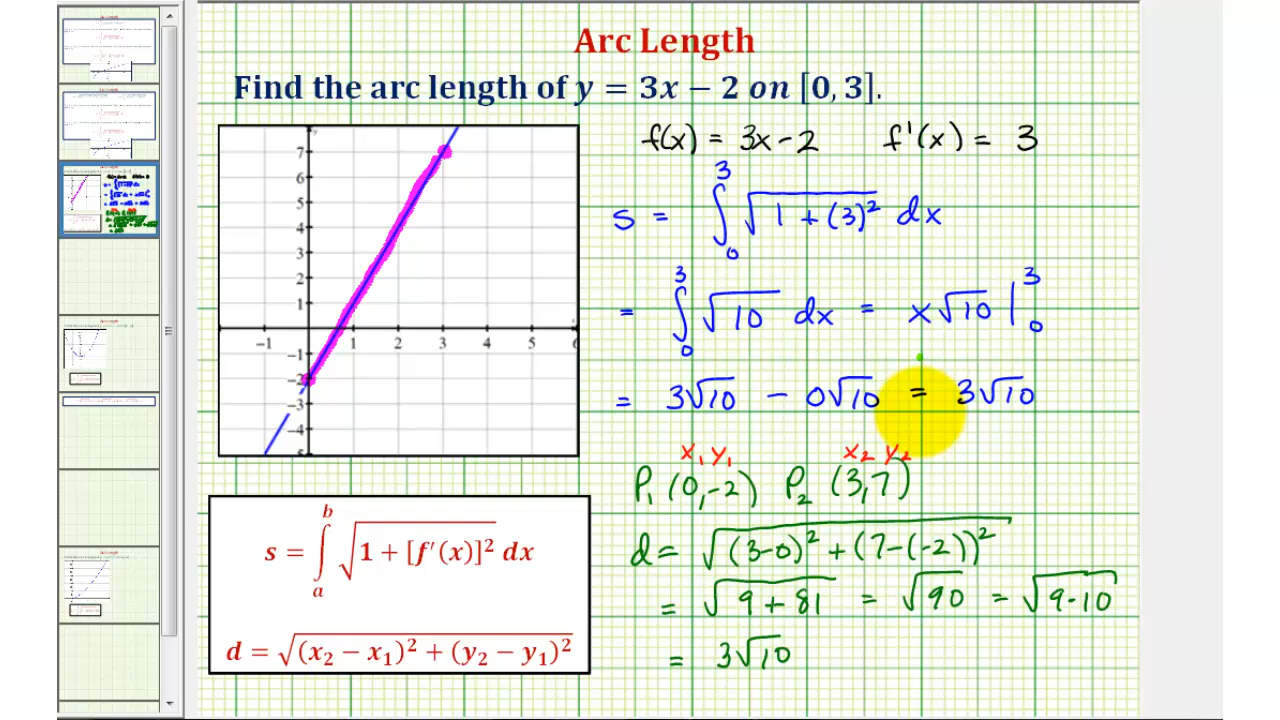 Arc Length
Find the arc length of y = 3x − 2 on [0, 3].
f(x) = 3x - 2 f'(x) = 3
s = ∫₀³ √(1 + (3)²) dx
= ∫₀³ √10 dx = x√10 |₀³
= 3√10 - 0√10 = 3√10
x₁ y₁ x₂ y₂
P₁ (0, -2) P₂ (3, 7)
d = √((3-0)² + (7-(-2))²)
= √(9 + 81) = √90 = √(9·10)
= 3√10
y
7
6
5
4
3
2
1
−1 1 2 3 4 5 6
−1
−2
−3
−4
5
s = ∫ₐᵇ √(1 + [f′(x)]²) dx
d = √((x₂ − x₁)² + (y₂ − y₁)²)